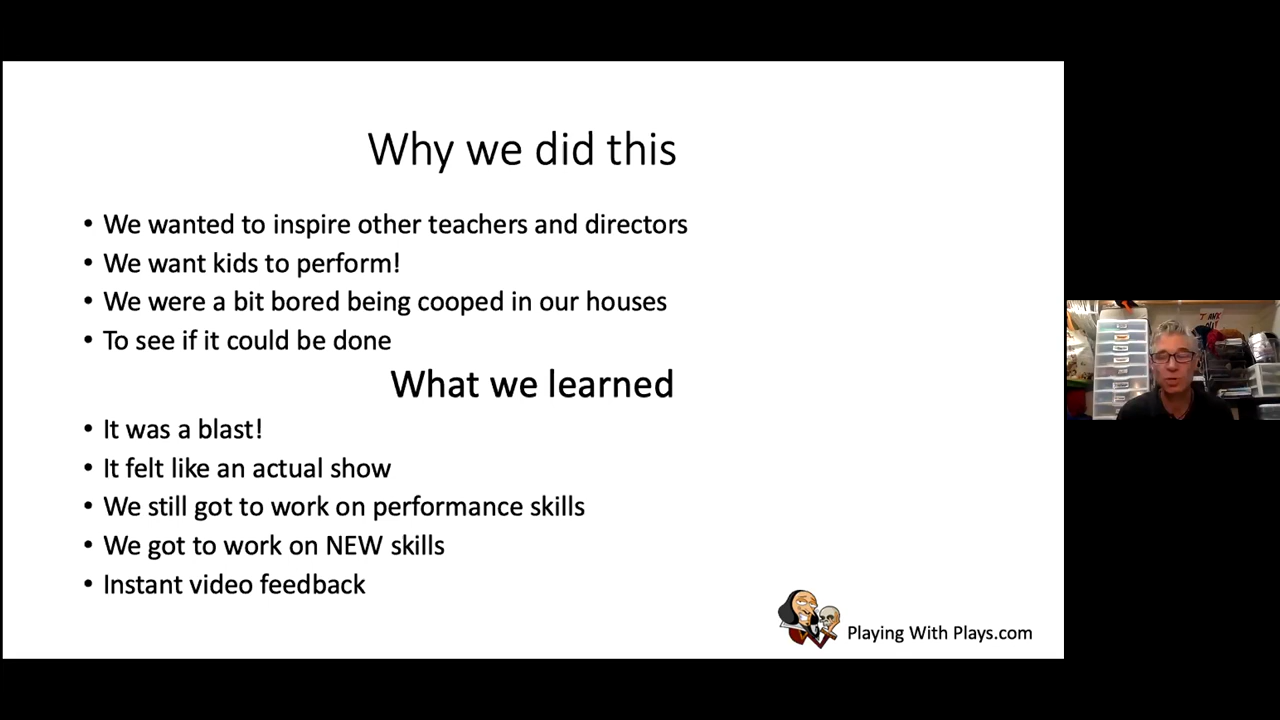 Why we did this
• We wanted to inspire other teachers and directors
• We want kids to perform!
• We were a bit bored being cooped in our houses
• To see if it could be done
What we learned
• It was a blast!
• It felt like an actual show
• We still got to work on performance skills
• We got to work on NEW skills
• Instant video feedback
Playing With Plays.com